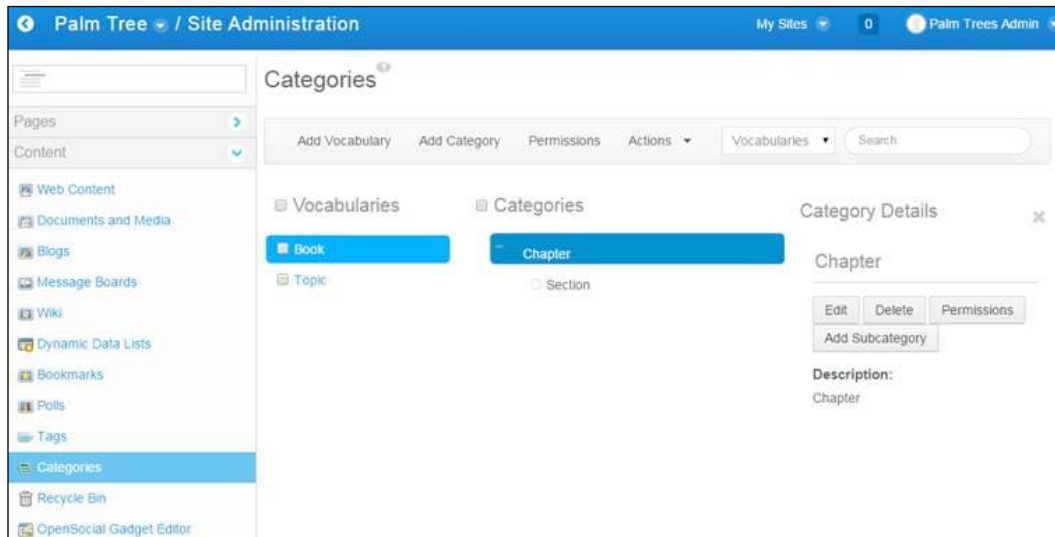 Palm Tree / Site Administration
My Sites 0 Palm Trees Admin
Pages
Content
Web Content
Documents and Media
Blogs
Message Boards
Wiki
Dynamic Data Lists
Bookmarks
Polls
Tags
Categories
Recycle Bin
OpenSocial Gadget Editor
Categories
Add Vocabulary Add Category Permissions Actions Vocabularies Search
Vocabularies
Book
Topic
Categories
Chapter
Section
Category Details
Chapter
Edit Delete Permissions
Add Subcategory
Description:
Chapter